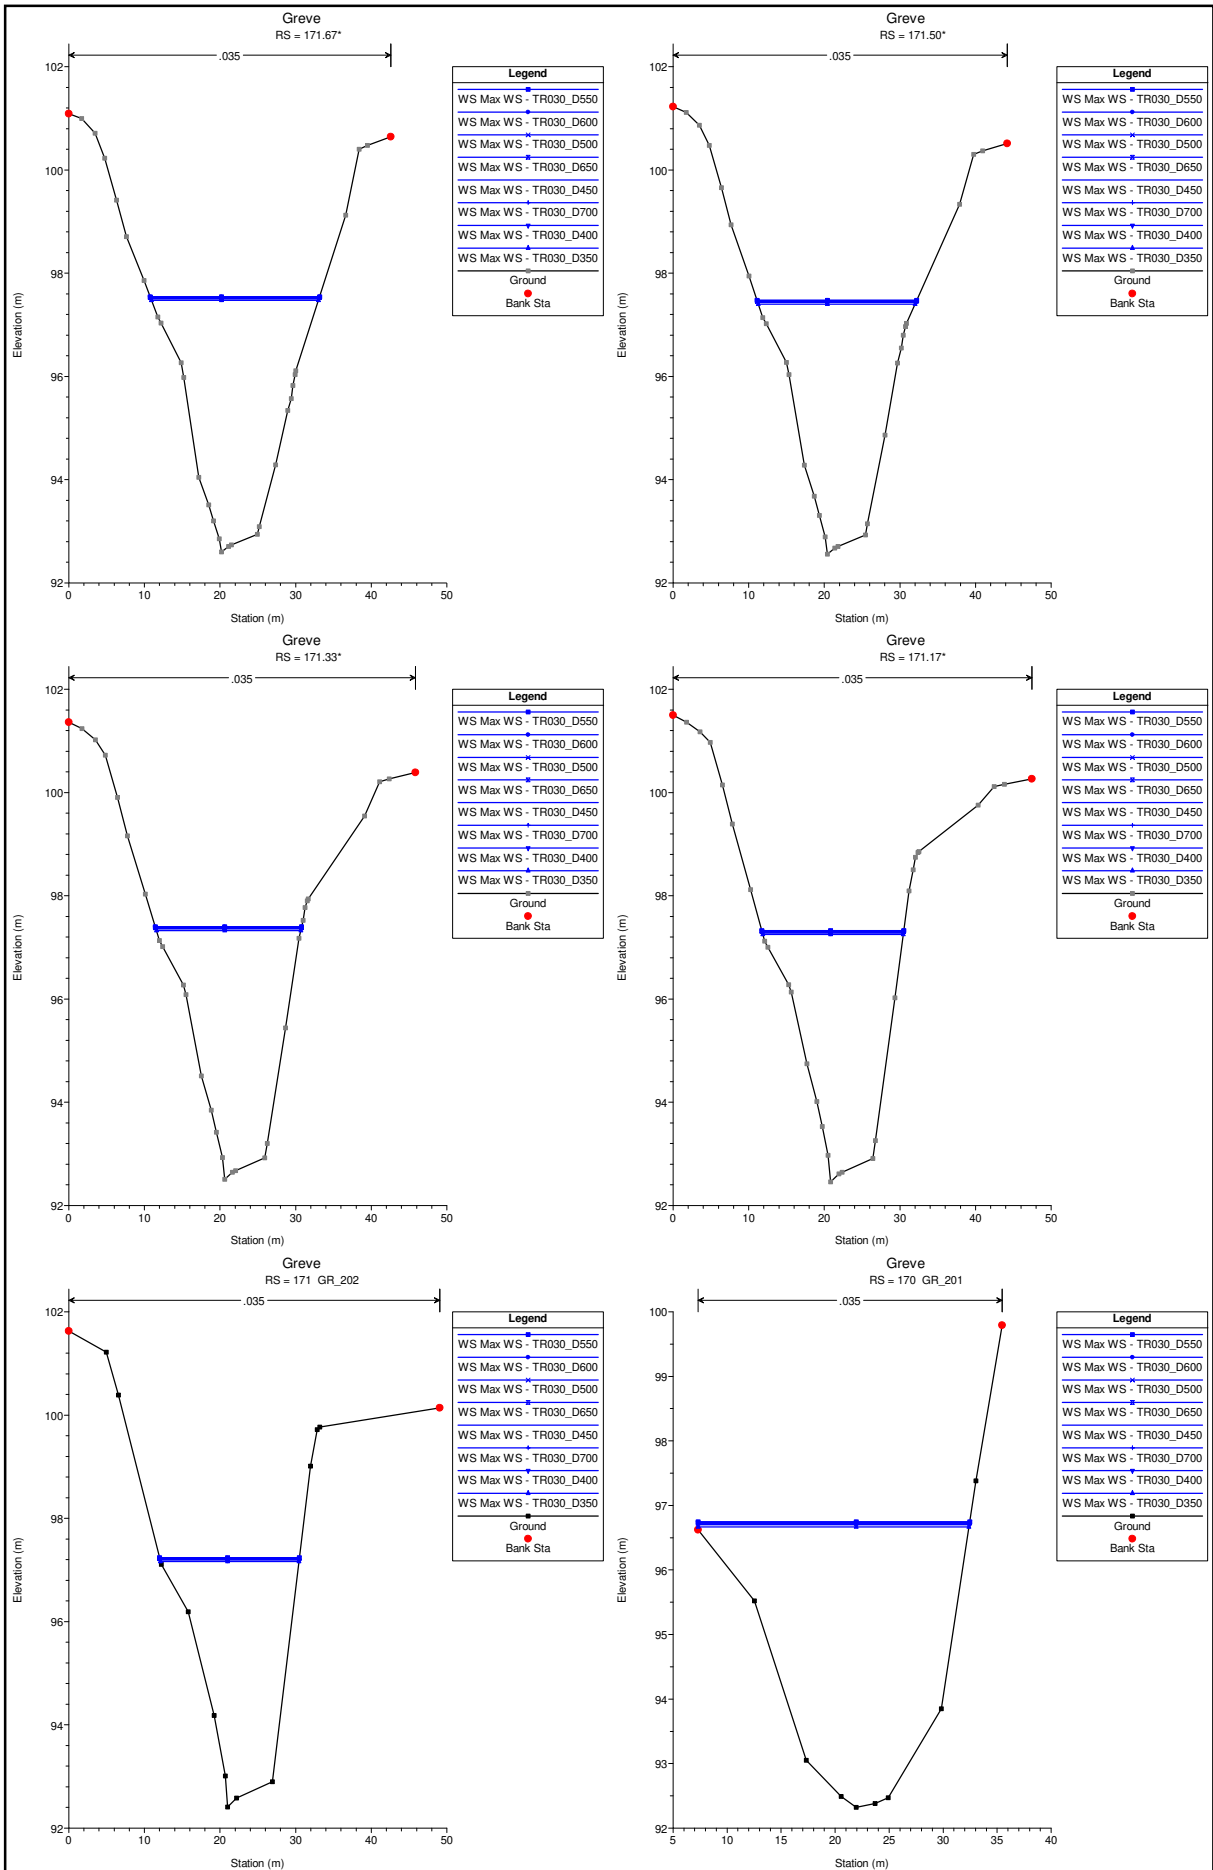 Greve
RS = 171.67*
.035
102
100
98
96
94
92
Elevation (m)
0 10 20 30 40 50
Station (m)
Legend
WS Max WS - TR030_D550
WS Max WS - TR030_D600
WS Max WS - TR030_D500
WS Max WS - TR030_D650
WS Max WS - TR030_D450
WS Max WS - TR030_D700
WS Max WS - TR030_D400
WS Max WS - TR030_D350
Ground
Bank Sta
Greve
RS = 171.50*
.035
102
100
98
96
94
92
Elevation (m)
0 10 20 30 40 50
Station (m)
Legend
WS Max WS - TR030_D550
WS Max WS - TR030_D600
WS Max WS - TR030_D500
WS Max WS - TR030_D650
WS Max WS - TR030_D450
WS Max WS - TR030_D700
WS Max WS - TR030_D400
WS Max WS - TR030_D350
Ground
Bank Sta
Greve
RS = 171.33*
.035
102
100
98
96
94
92
Elevation (m)
0 10 20 30 40 50
Station (m)
Legend
WS Max WS - TR030_D550
WS Max WS - TR030_D600
WS Max WS - TR030_D500
WS Max WS - TR030_D650
WS Max WS - TR030_D450
WS Max WS - TR030_D700
WS Max WS - TR030_D400
WS Max WS - TR030_D350
Ground
Bank Sta
Greve
RS = 171.17*
.035
102
100
98
96
94
92
Elevation (m)
0 10 20 30 40 50
Station (m)
Legend
WS Max WS - TR030_D550
WS Max WS - TR030_D600
WS Max WS - TR030_D500
WS Max WS - TR030_D650
WS Max WS - TR030_D450
WS Max WS - TR030_D700
WS Max WS - TR030_D400
WS Max WS - TR030_D350
Ground
Bank Sta
Greve
RS = 171 GR_202
.035
102
100
98
96
94
92
Elevation (m)
0 10 20 30 40 50
Station (m)
Legend
WS Max WS - TR030_D550
WS Max WS - TR030_D600
WS Max WS - TR030_D500
WS Max WS - TR030_D650
WS Max WS - TR030_D450
WS Max WS - TR030_D700
WS Max WS - TR030_D400
WS Max WS - TR030_D350
Ground
Bank Sta
Greve
RS = 170 GR_201
.035
100
99
98
97
96
95
94
93
92
Elevation (m)
5 10 15 20 25 30 35 40
Station (m)
Legend
WS Max WS - TR030_D550
WS Max WS - TR030_D600
WS Max WS - TR030_D500
WS Max WS - TR030_D650
WS Max WS - TR030_D450
WS Max WS - TR030_D700
WS Max WS - TR030_D400
WS Max WS - TR030_D350
Ground
Bank Sta